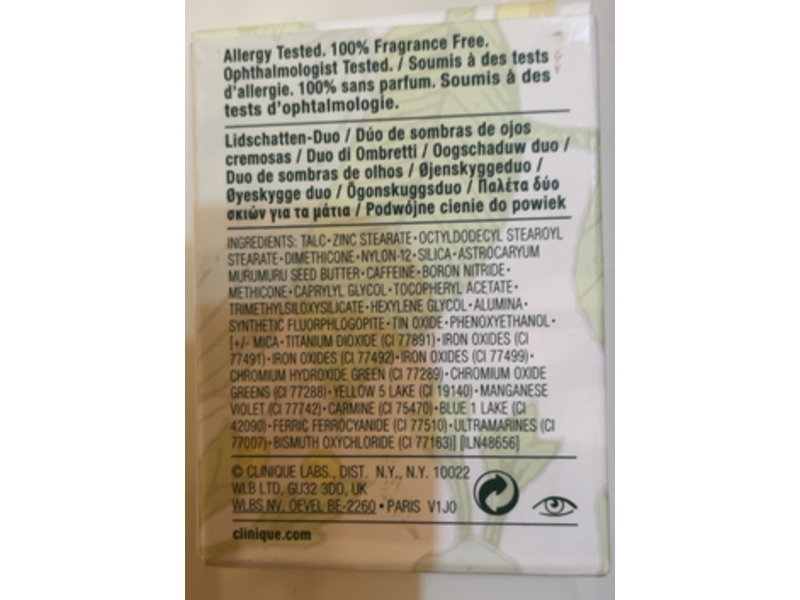 Allergy Tested. 100% Fragrance Free.
Ophthalmologist Tested. / Soumis à des tests
d'allergie. 100% sans parfum. Soumis à des
tests d'ophtalmologie.
Lidschatten-Duo / Dúo de sombras de ojos
cremosas / Duo di Ombretti / Oogschaduw duo /
Duo de sombras de olhos / Øjenskyggeduo /
Øyeskygge duo / Ögonskuggsduo / Παλέτα δύο
σκιών για τα μάτια / Podwójne cienie do powiek
INGREDIENTS: TALC•ZINC STEARATE•OCTYLDODECYL STEAROYL
STEARATE•DIMETHICONE•NYLON-12•SILICA•ASTROCARYUM
MURUMURU SEED BUTTER•CAFFEINE•BORON NITRIDE•
METHICONE•CAPRYLYL GLYCOL•TOCOPHERYL ACETATE•
TRIMETHYLSILOXYSILICATE•HEXYLENE GLYCOL•ALUMINA•
SYNTHETIC FLUORPHLOGOPITE•TIN OXIDE•PHENOXYETHANOL•
[+/- MICA•TITANIUM DIOXIDE (CI 77891)•IRON OXIDES (CI
77491)•IRON OXIDES (CI 77492)•IRON OXIDES (CI 77499)•
CHROMIUM HYDROXIDE GREEN (CI 77289)•CHROMIUM OXIDE
GREENS (CI 77288)•YELLOW 5 LAKE (CI 19140)•MANGANESE
VIOLET (CI 77742)•CARMINE (CI 75470)•BLUE 1 LAKE (CI
42090)•FERRIC FERROCYANIDE (CI 77510)•ULTRAMARINES (CI
77007)•BISMUTH OXYCHLORIDE (CI 77163)] [ILN48656]
© CLINIQUE LABS., DIST. N.Y., N.Y. 10022
WLB LTD, GU32 3DD, UK
WLBS NV. OEVEL BE-2260 • PARIS V1J0
clinique.com